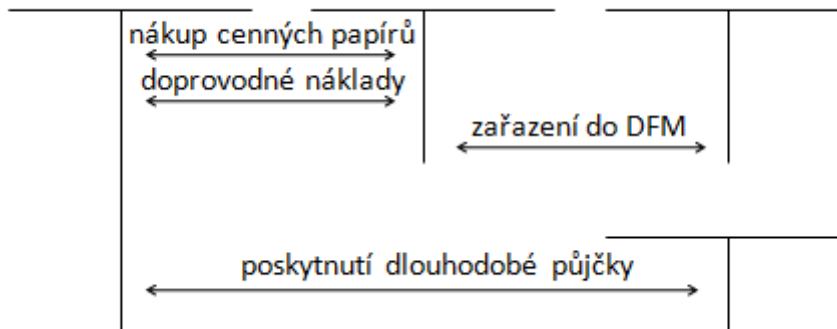 nákup cenných papírů
doprovodné náklady
zařazení do DFM
poskytnutí dlouhodobé půjčky